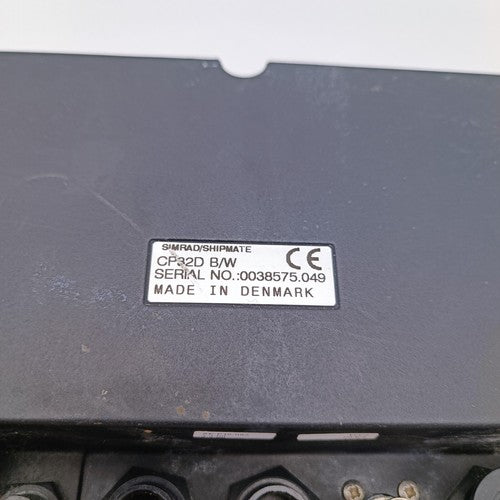 SIMRAD/SHIPMATE
CP32D B/W
CE
SERIAL NO.:0038575.049
MADE IN DENMARK